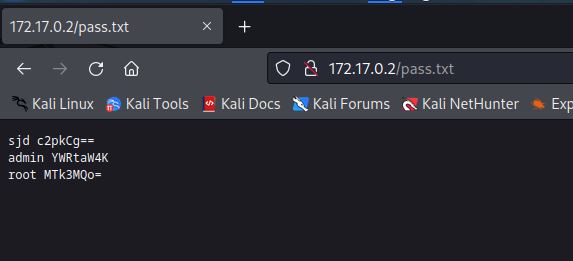 172.17.0.2/pass.txt
172.17.0.2/pass.txt
Kali Linux Kali Tools Kali Docs Kali Forums Kali NetHunter Exp
sjd c2pkCg==
admin YWRtaW4K
root MTk3MQo=